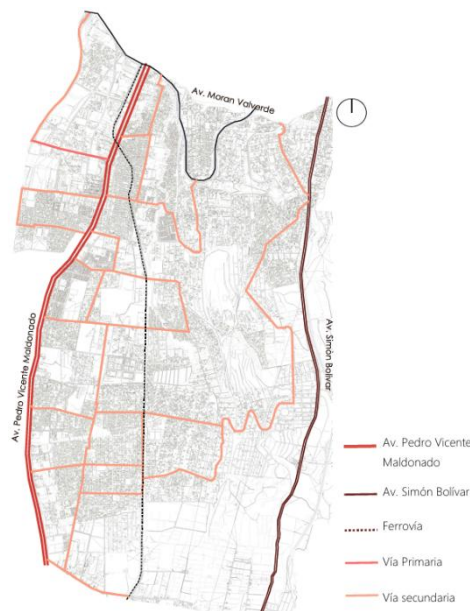 Av. Moran Valverde
Av. Pedro Vicente Maldonado
Av. Simón Bolívar
Av. Pedro Vicente
Maldonado
Av. Simón Bolívar
Ferrovía
Vía Primaria
Vía secundaria